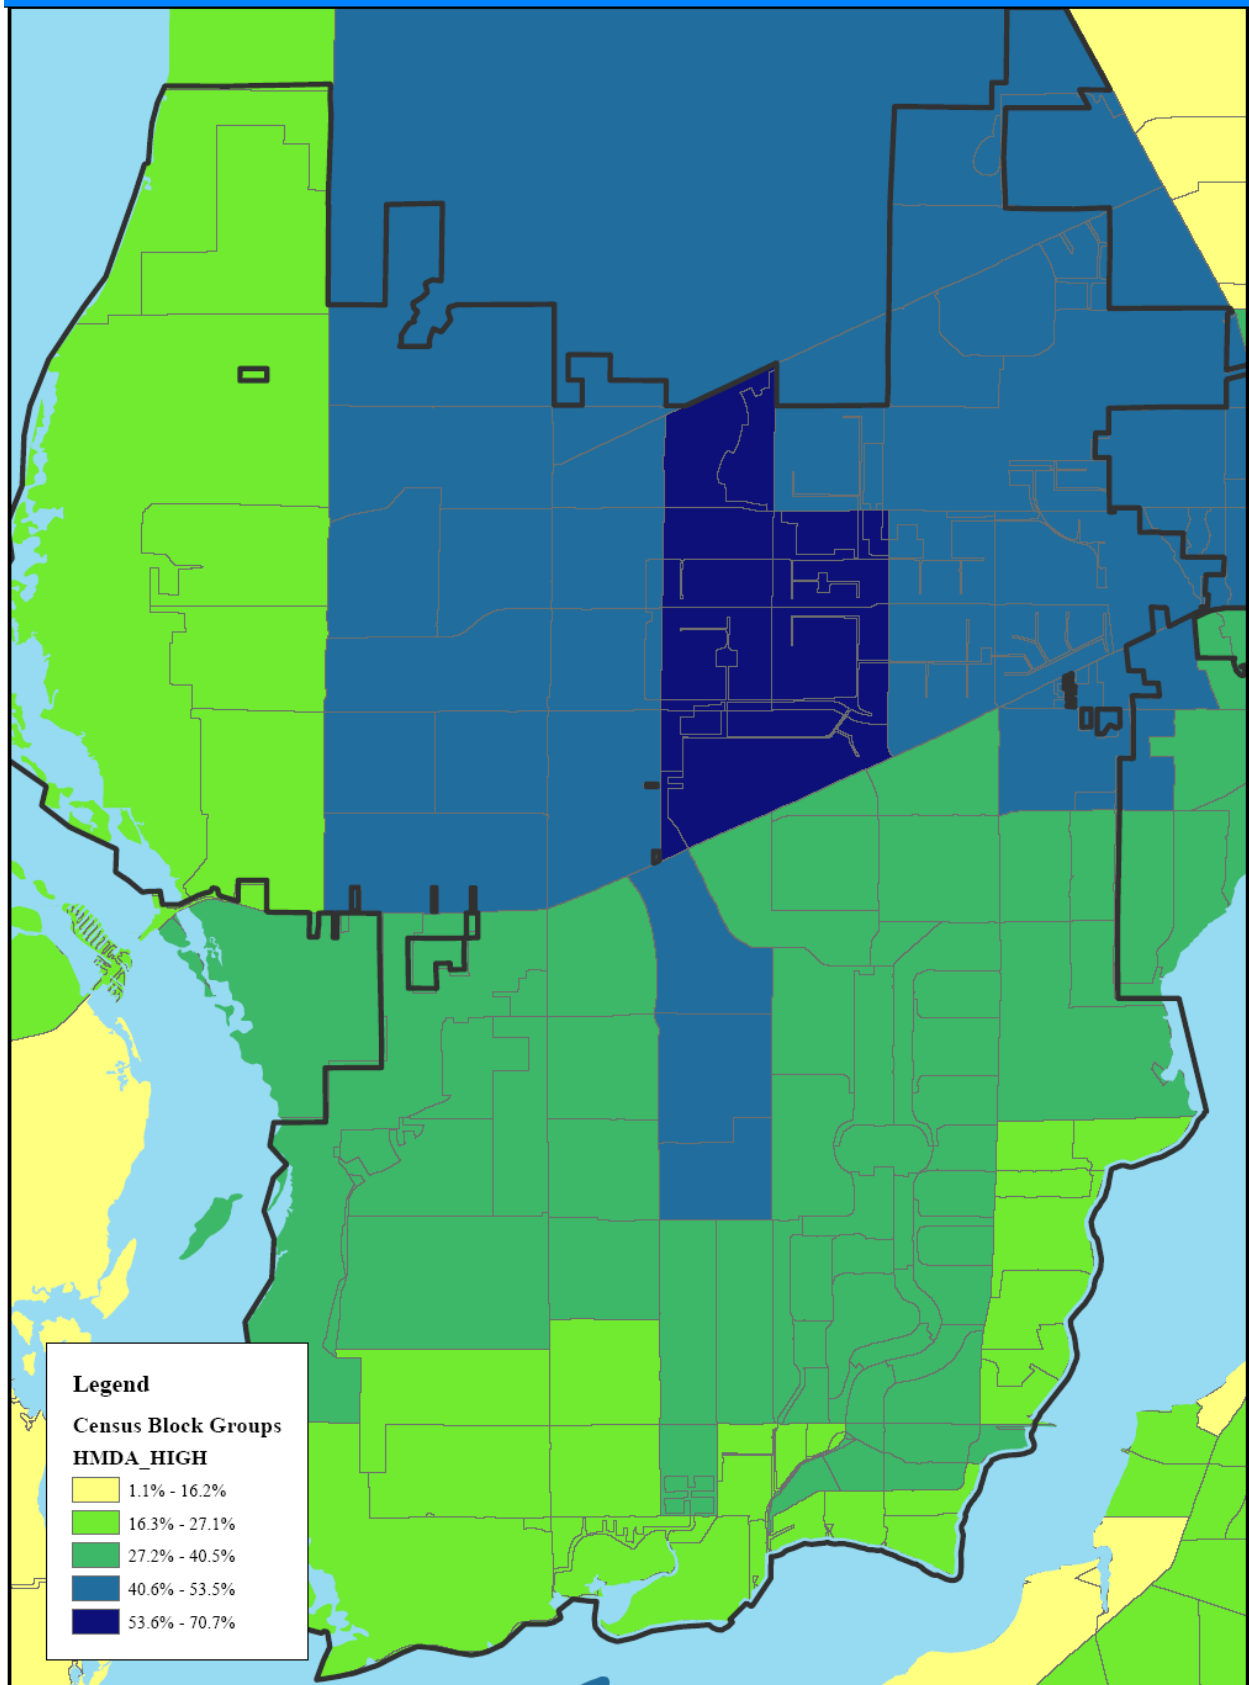 Legend
Census Block Groups
HMDA_HIGH
1.1% - 16.2%
16.3% - 27.1%
27.2% - 40.5%
40.6% - 53.5%
53.6% - 70.7%